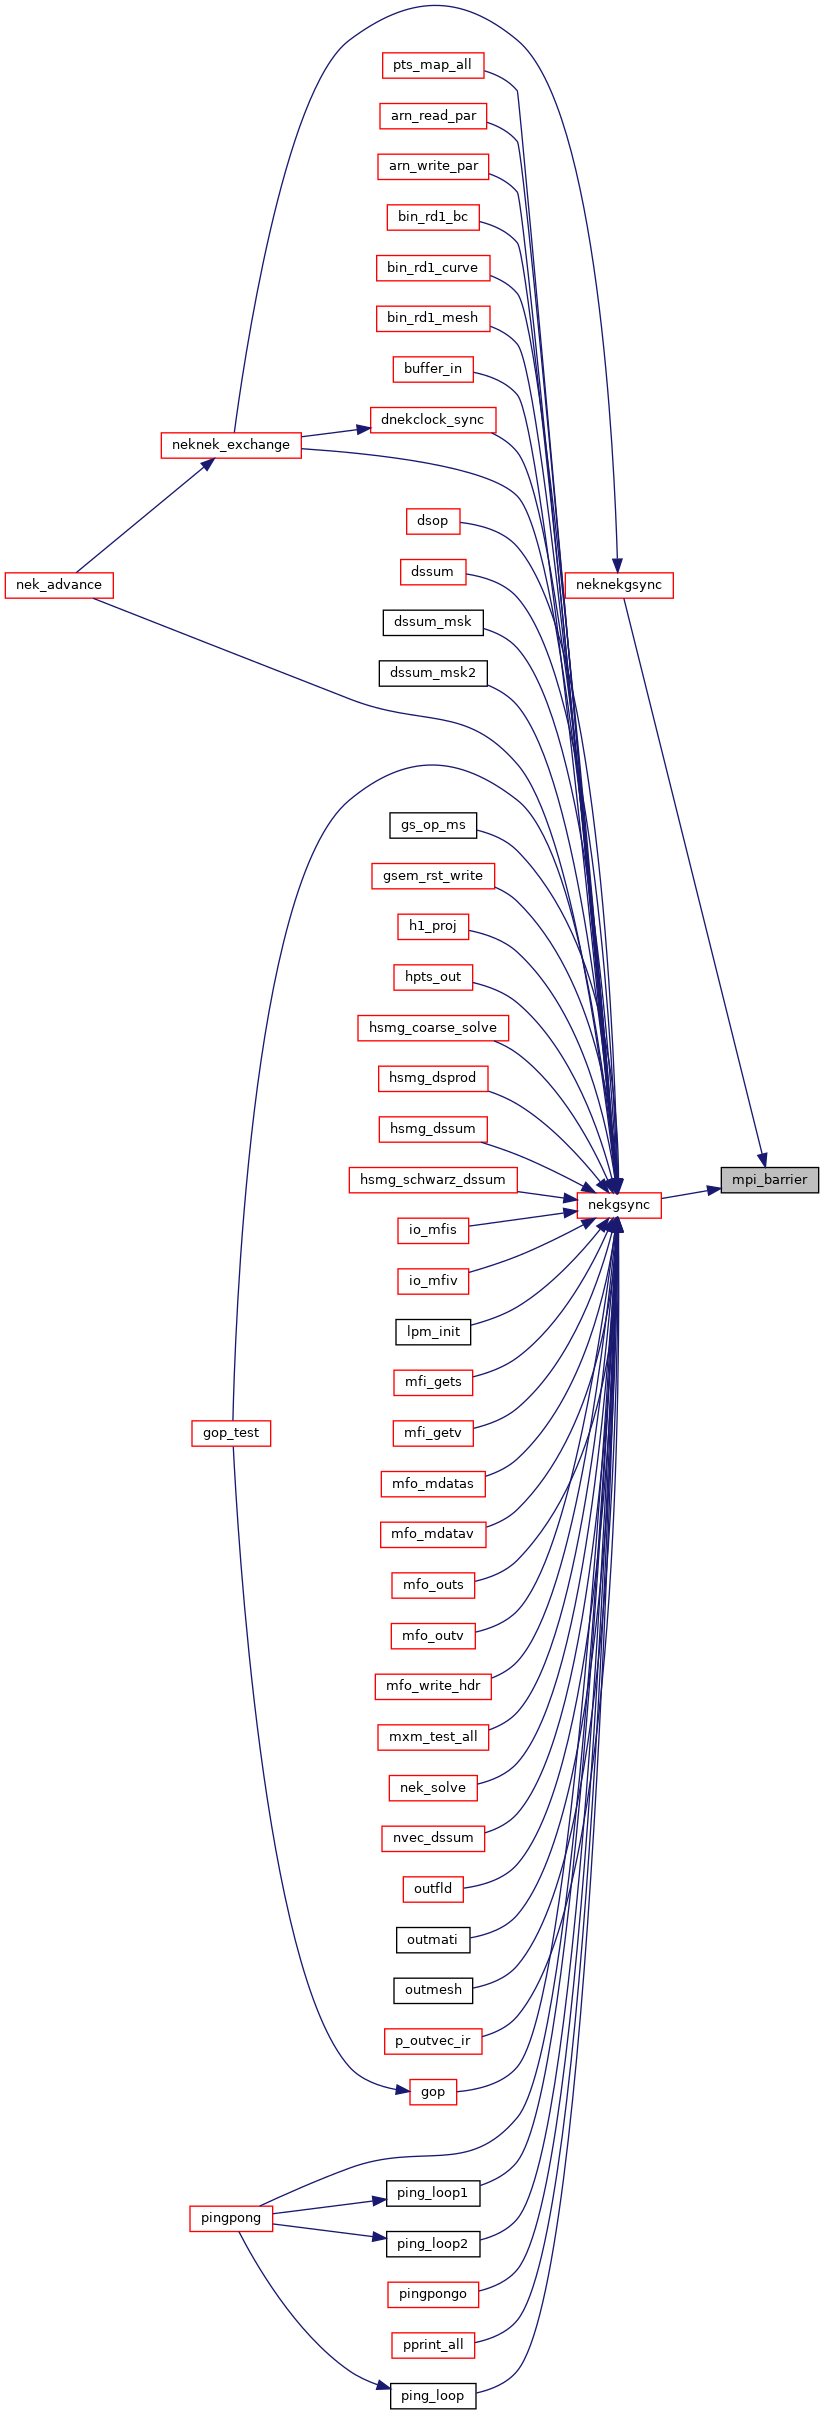 pts_map_all
arn_read_par
arn_write_par
bin_rd1_bc
bin_rd1_curve
bin_rd1_mesh
buffer_in
dnekclock_sync
neknek_exchange
dsop
dssum
nek_advance
neknekgsync
dssum_msk
dssum_msk2
gs_op_ms
gsem_rst_write
h1_proj
hpts_out
hsmg_coarse_solve
hsmg_dsprod
hsmg_dssum
hsmg_schwarz_dssum
mpi_barrier
nekgsync
io_mfis
io_mfiv
lpm_init
mfi_gets
gop_test
mfi_getv
mfo_mdatas
mfo_mdatav
mfo_outs
mfo_outv
mfo_write_hdr
mxm_test_all
nek_solve
nvec_dssum
outfld
outmati
outmesh
p_outvec_ir
gop
ping_loop1
pingpong
ping_loop2
pingpongo
pprint_all
ping_loop